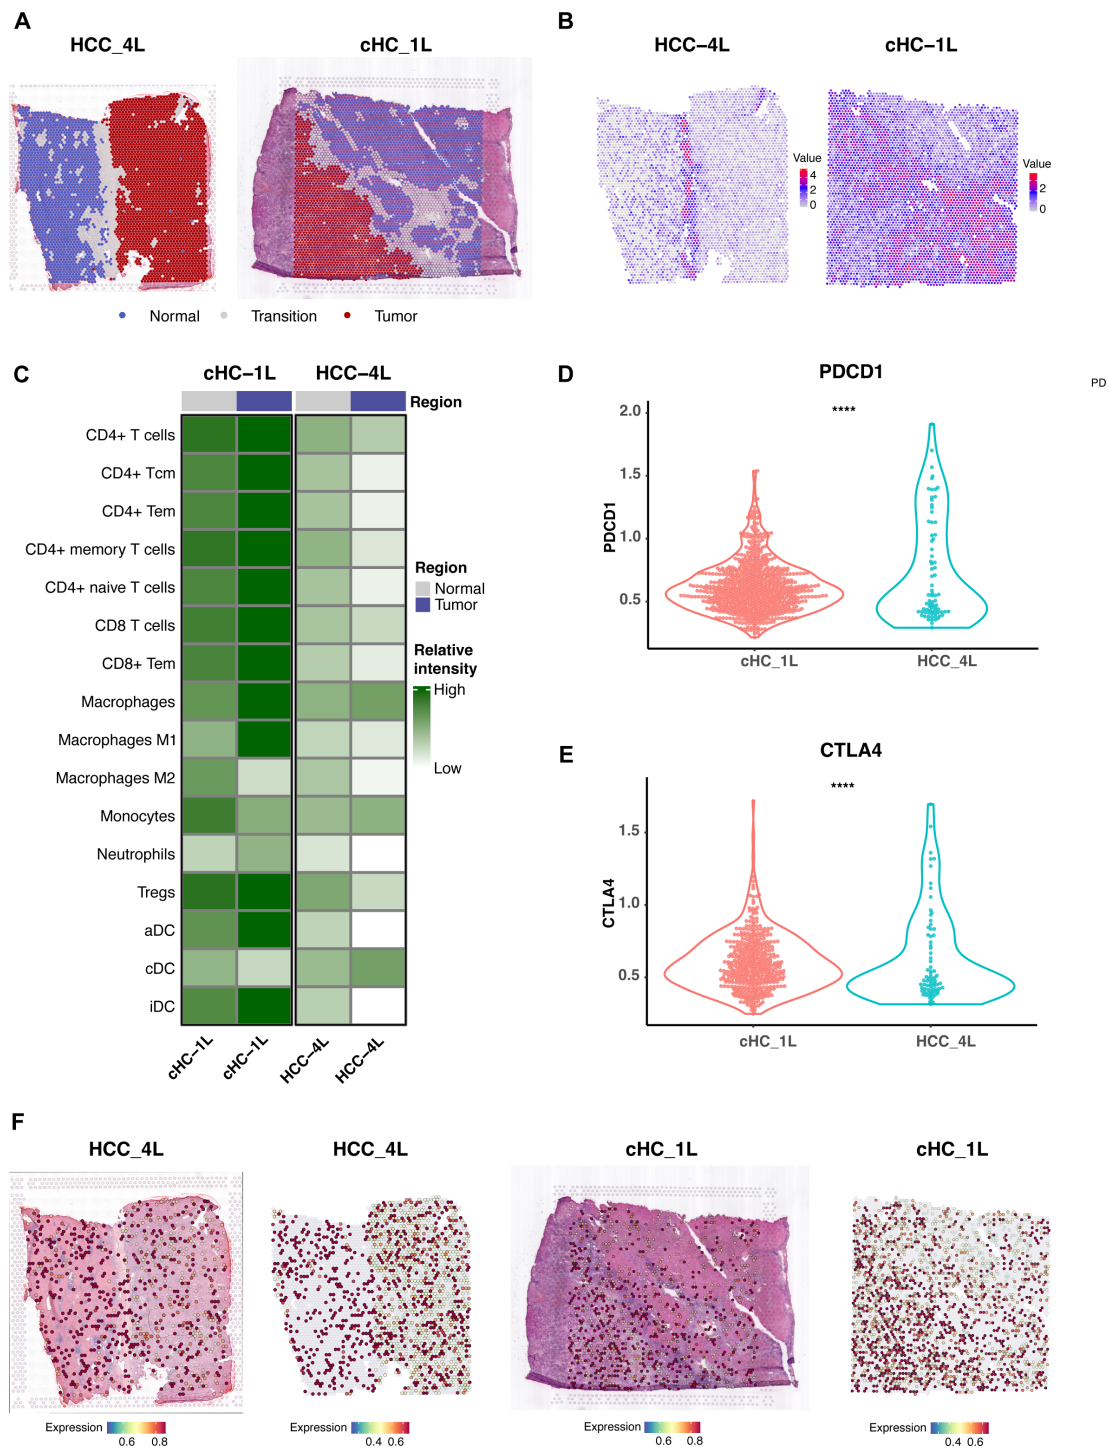 A
HCC_4L
cHC_1L
Normal
Transition
Tumor
B
HCC−4L
cHC−1L
Value
4
2
0
Value
2
0
C
cHC−1L
HCC−4L
Region
CD4+ T cells
CD4+ Tcm
CD4+ Tem
CD4+ memory T cells
CD4+ naive T cells
CD8 T cells
CD8+ Tem
Macrophages
Macrophages M1
Macrophages M2
Monocytes
Neutrophils
Tregs
aDC
cDC
iDC
cHC−1L
cHC−1L
HCC−4L
HCC−4L
Region
Normal
Tumor
Relative
intensity
High
Low
D
PDCD1
PD
****
PDCD1
2.0
1.5
1.0
0.5
cHC_1L
HCC_4L
E
CTLA4
****
CTLA4
1.5
1.0
0.5
cHC_1L
HCC_4L
F
HCC_4L
HCC_4L
cHC_1L
cHC_1L
Expression
0.6 0.8
Expression
0.4 0.6
Expression
0.6 0.8
Expression
0.4 0.6